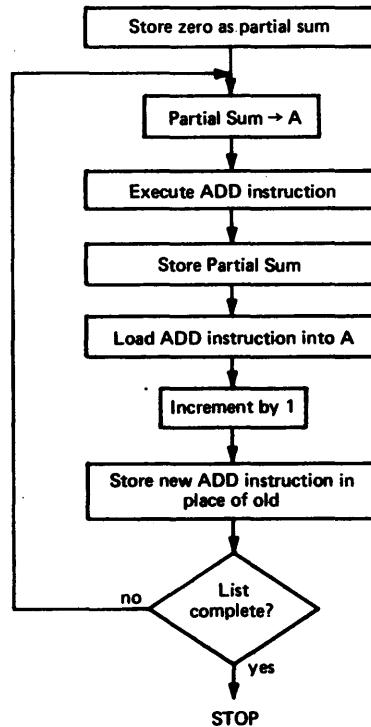 Store zero as partial sum
Partial Sum → A
Execute ADD instruction
Store Partial Sum
Load ADD instruction into A
Increment by 1
Store new ADD instruction in
place of old
List
complete?
no
yes
STOP